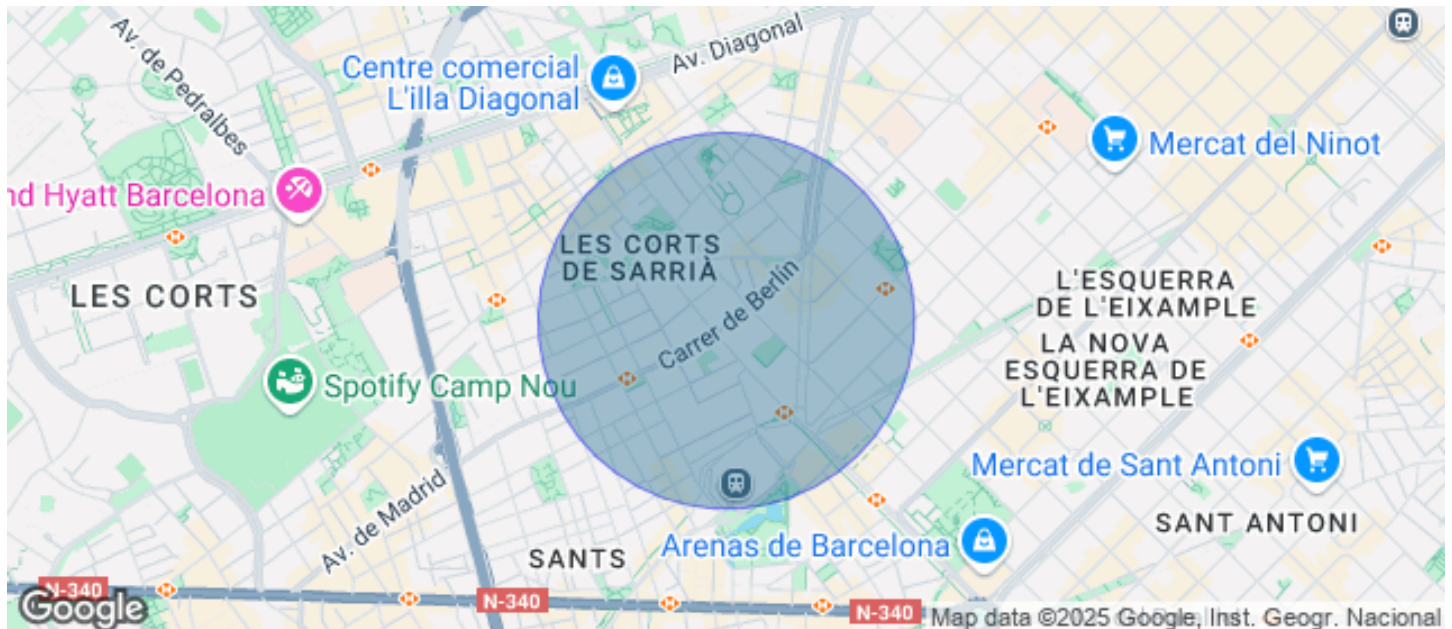 Av. de Pedralbes
Centre comercial
L'illa Diagonal
Av. Diagonal
Mercat del Ninot
nd Hyatt Barcelona
LES CORTS
DE SARRIÀ
Carrer de Berlin
LES CORTS
L'ESQUERRA
DE L'EIXAMPLE
LA NOVA
ESQUERRA DE
L'EIXAMPLE
Spotify Camp Nou
Mercat de Sant Antoni
Av. de Madrid
SANT ANTONI
Arenas de Barcelona
SANTS
N-340
N-340
N-340
Google
Map data ©2025 Google, Inst. Geogr. Nacional